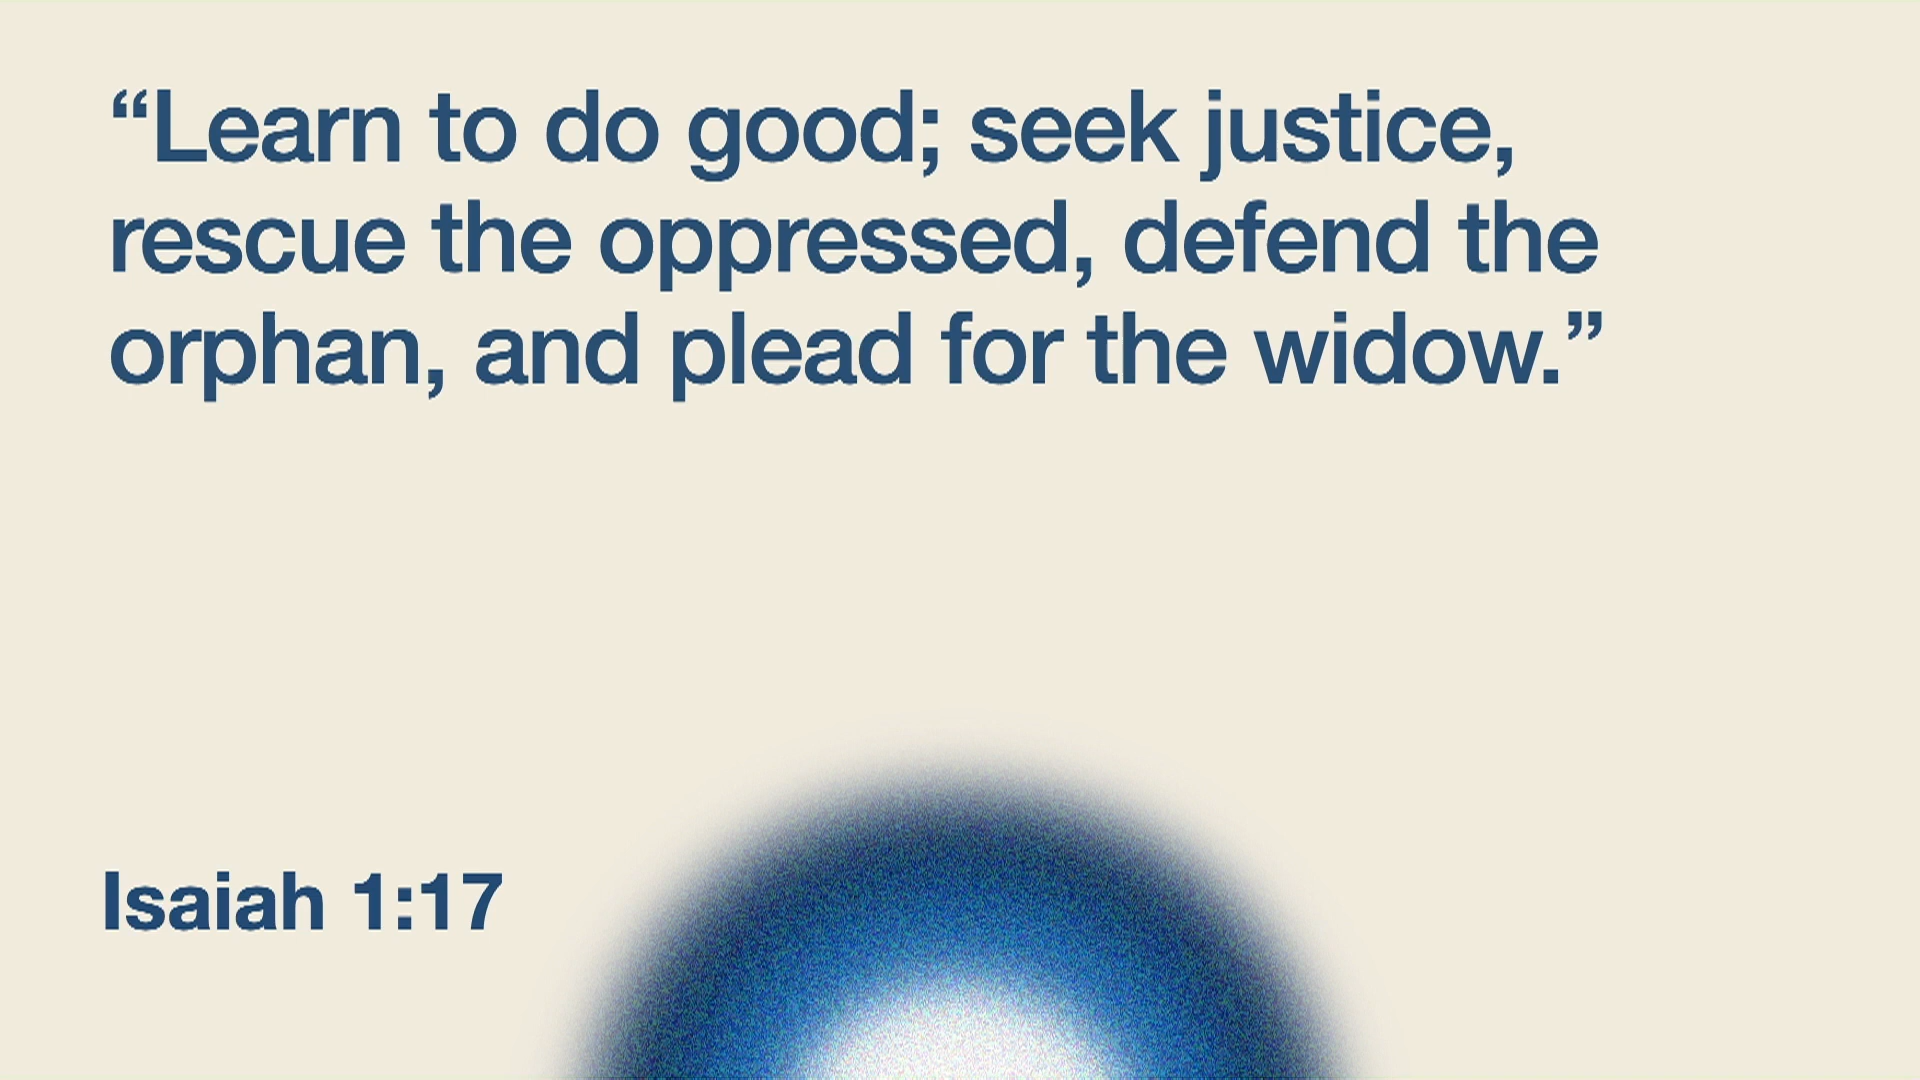 “Learn to do good; seek justice,
rescue the oppressed, defend the
orphan, and plead for the widow.”
Isaiah 1:17